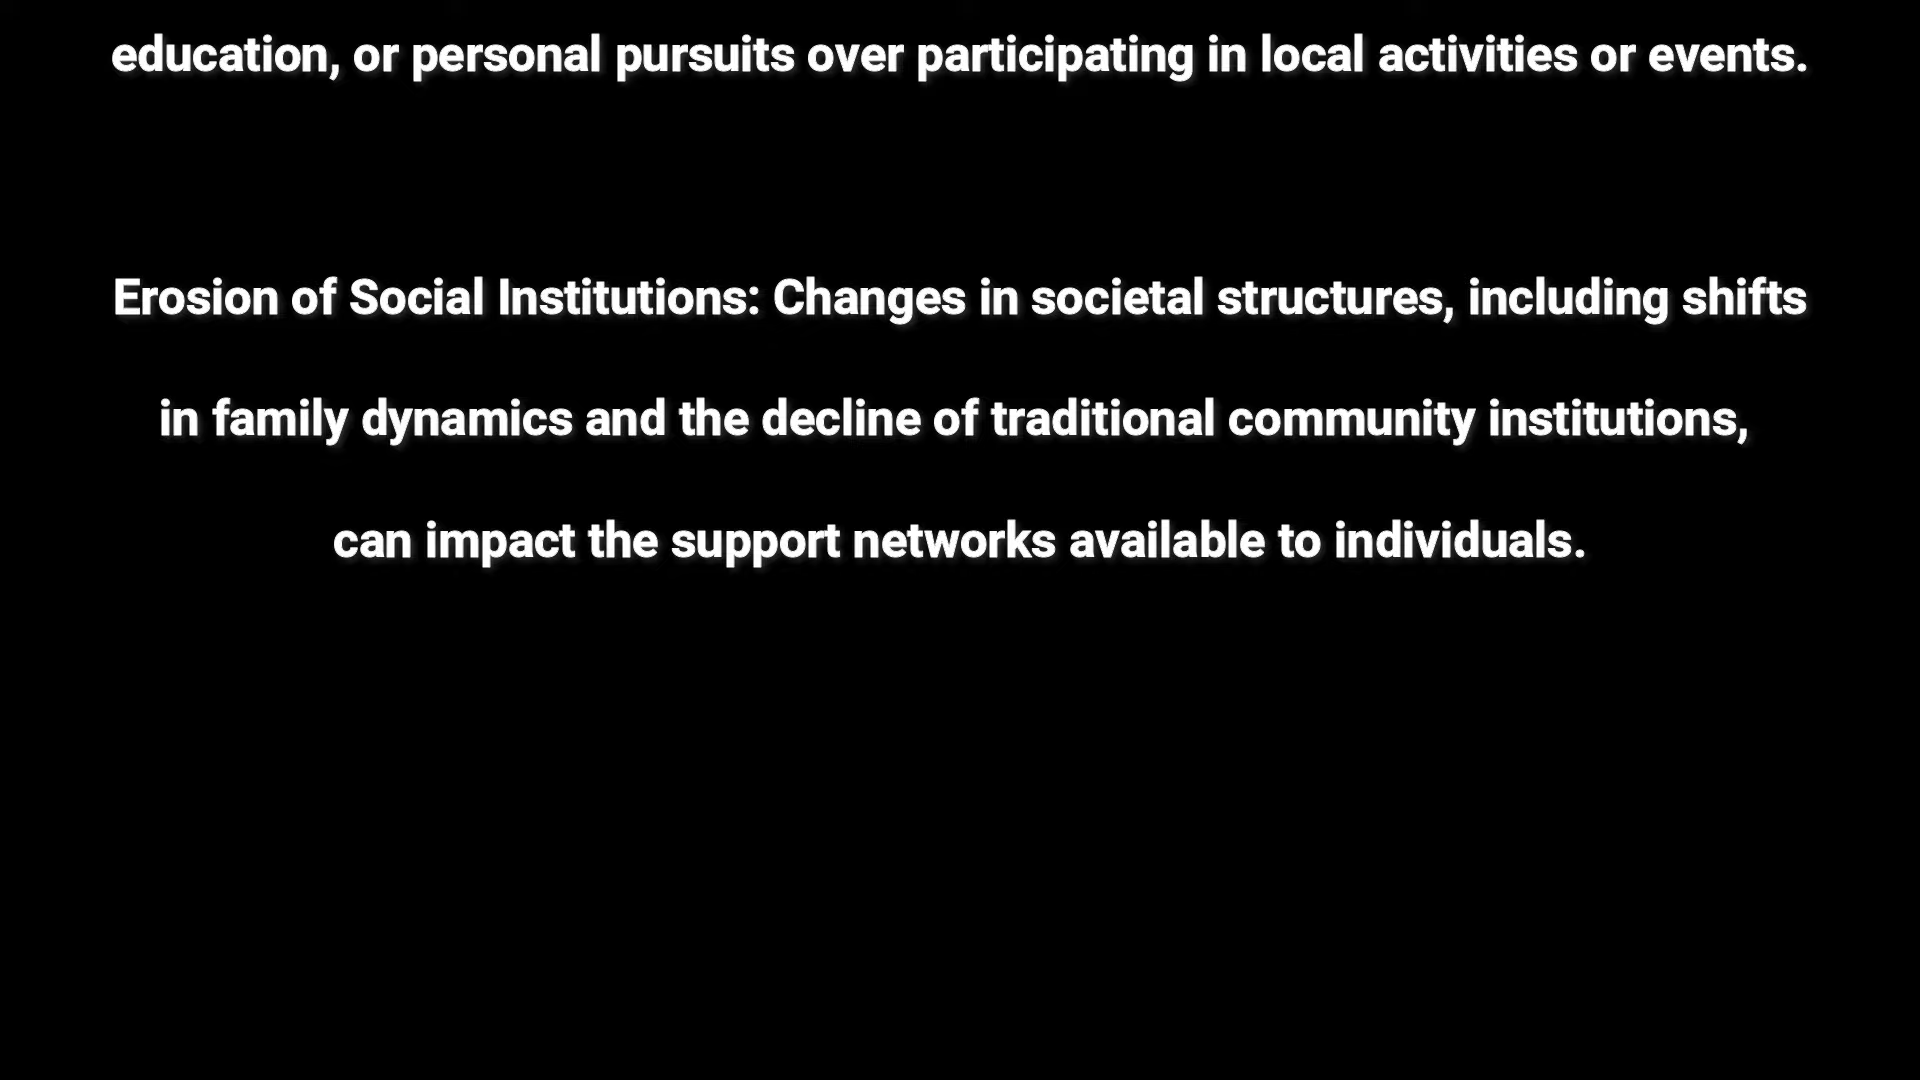 education, or personal pursuits over participating in local activities or events.
Erosion of Social Institutions: Changes in societal structures, including shifts
in family dynamics and the decline of traditional community institutions,
can impact the support networks available to individuals.